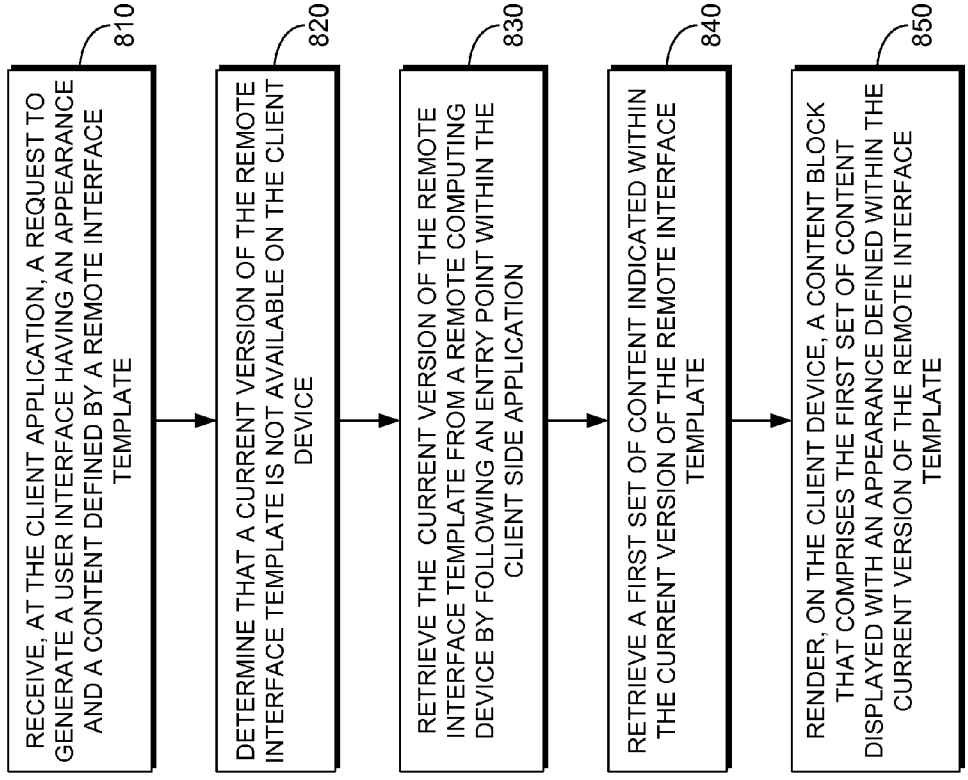 RECEIVE, AT THE CLIENT APPLICATION, A REQUEST TO
GENERATE A USER INTERFACE HAVING AN APPEARANCE
AND A CONTENT DEFINED BY A REMOTE INTERFACE
TEMPLATE
810
DETERMINE THAT A CURRENT VERSION OF THE REMOTE
INTERFACE TEMPLATE IS NOT AVAILABLE ON THE CLIENT
DEVICE
820
RETRIEVE THE CURRENT VERSION OF THE REMOTE
INTERFACE TEMPLATE FROM A REMOTE COMPUTING
DEVICE BY FOLLOWING AN ENTRY POINT WITHIN THE
CLIENT SIDE APPLICATION
830
RETRIEVE A FIRST SET OF CONTENT INDICATED WITHIN
THE CURRENT VERSION OF THE REMOTE INTERFACE
TEMPLATE
840
RENDER, ON THE CLIENT DEVICE, A CONTENT BLOCK
THAT COMPRISES THE FIRST SET OF CONTENT
DISPLAYED WITH AN APPEARANCE DEFINED WITHIN THE
CURRENT VERSION OF THE REMOTE INTERFACE
TEMPLATE
850